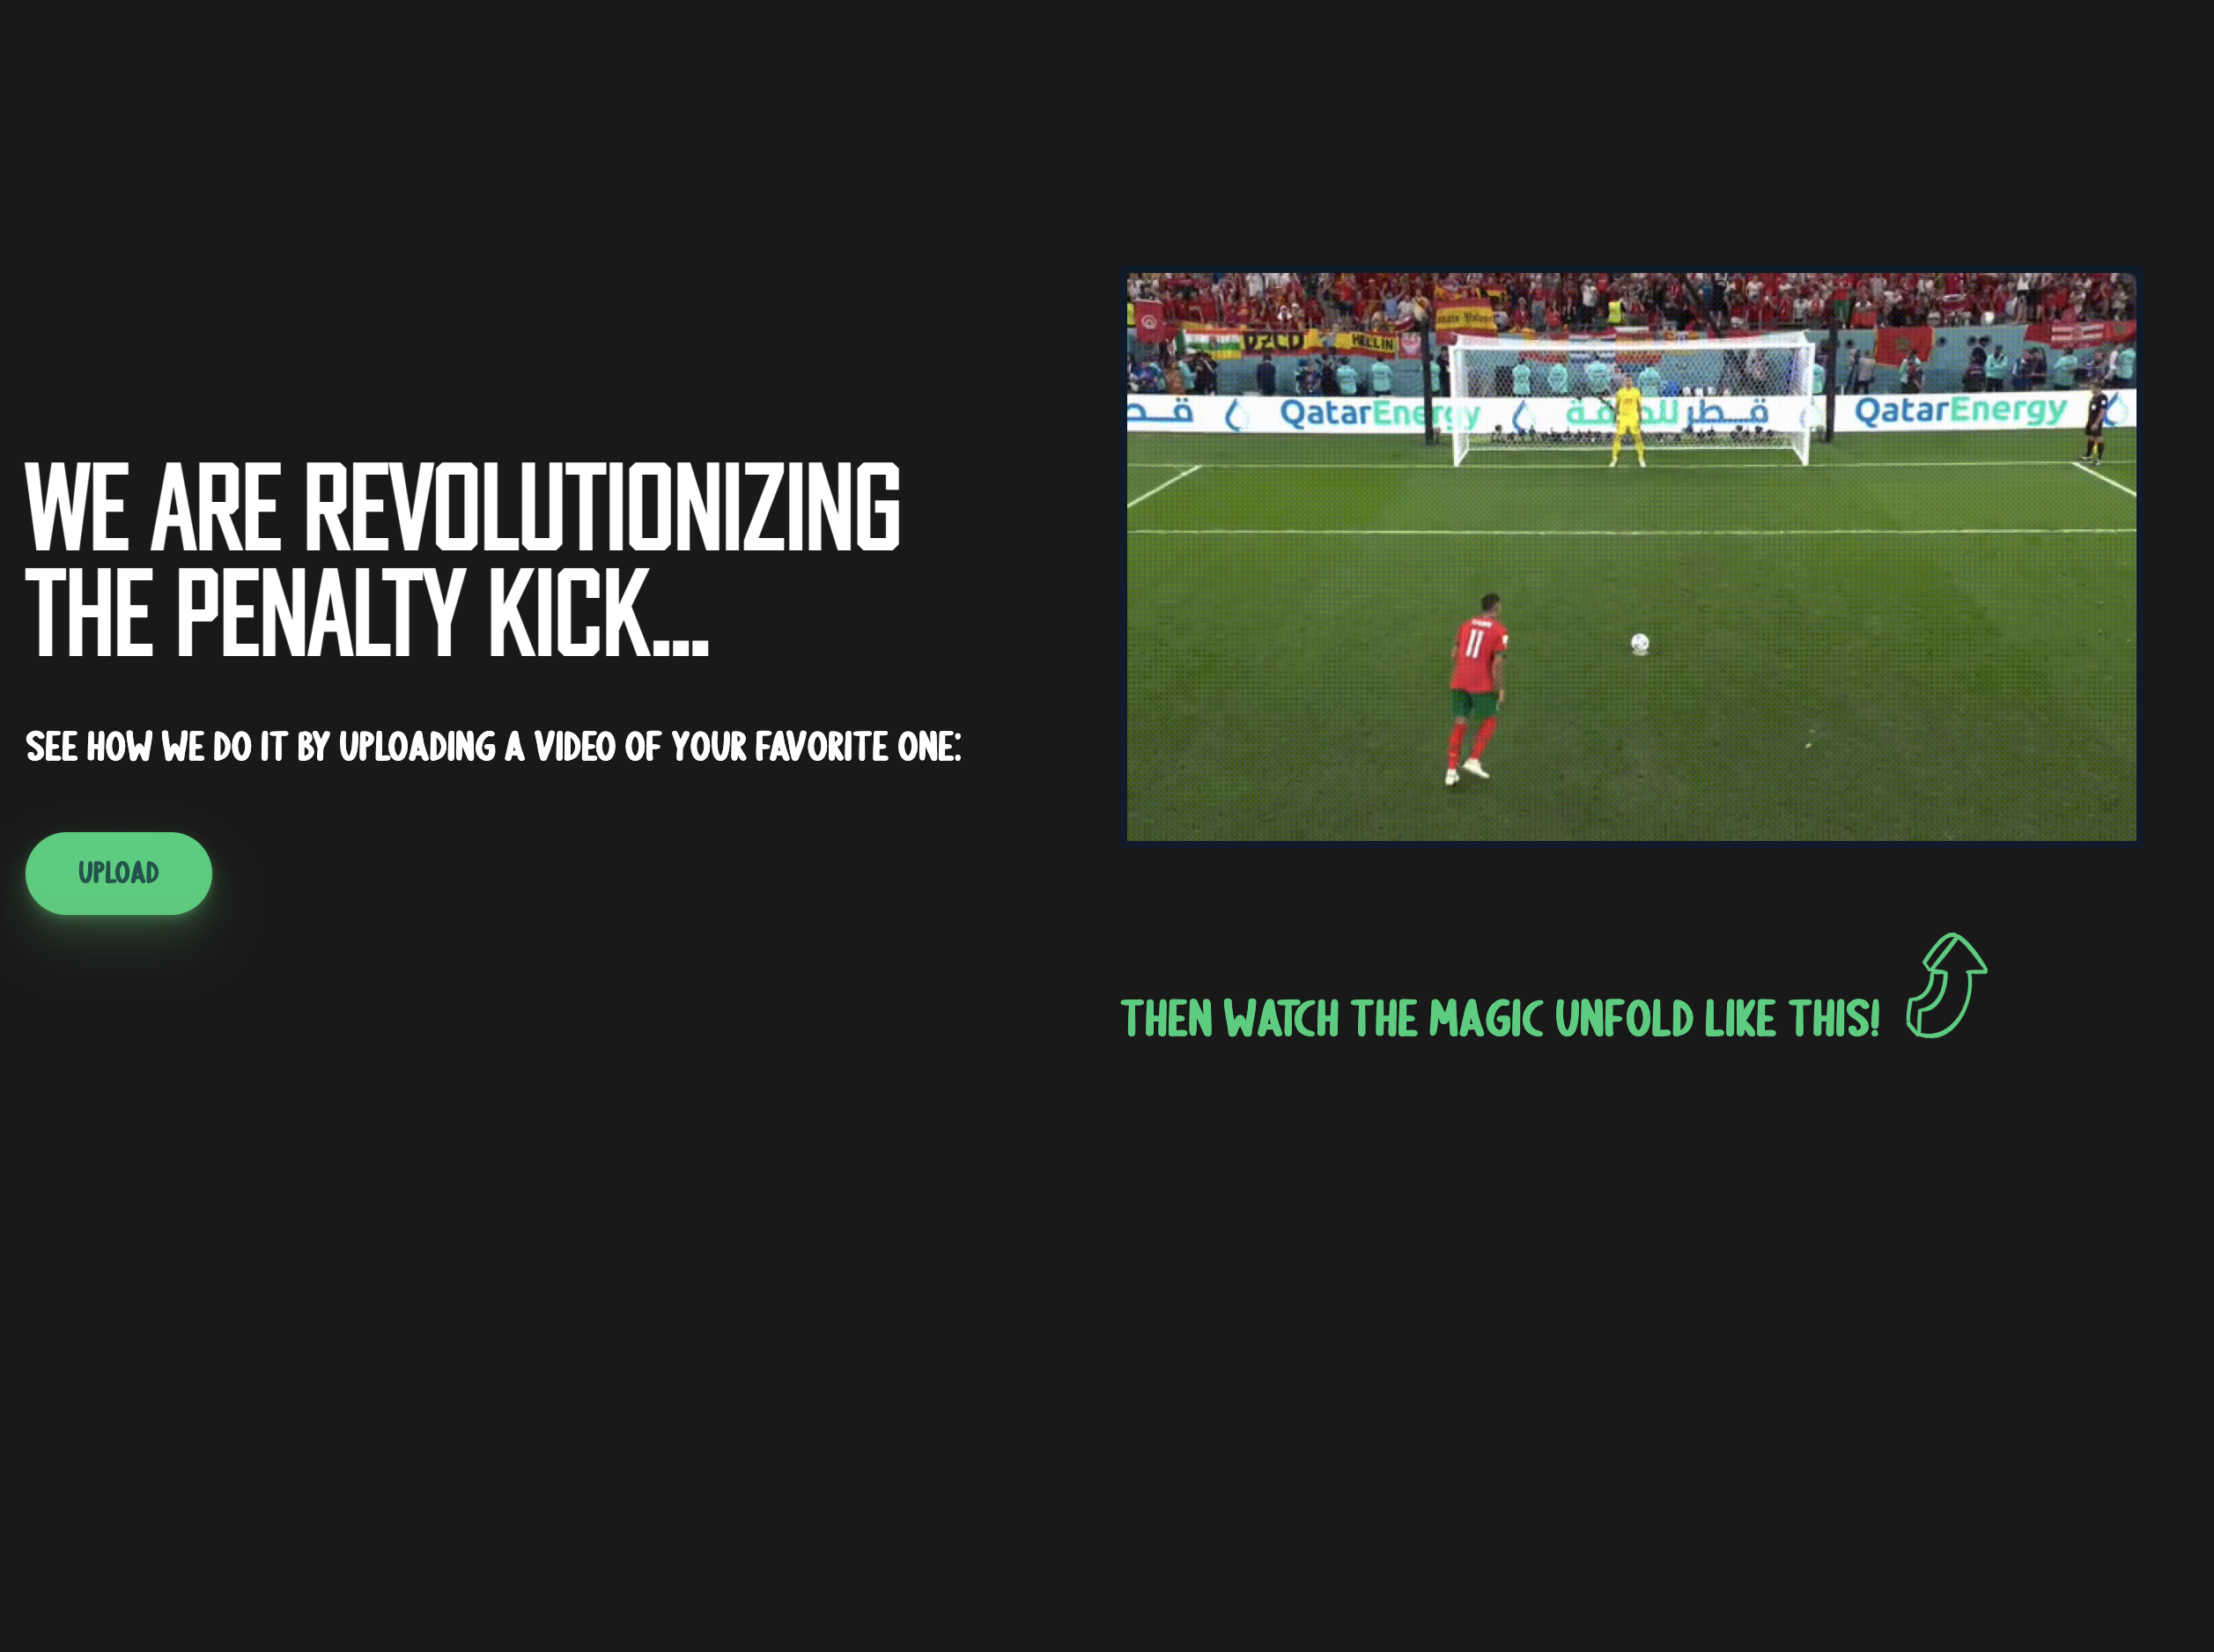 WE ARE REVOLUTIONIZING
THE PENALTY KICK...
SEE HOW WE DO IT BY UPLOADING A VIDEO OF YOUR FAVORITE ONE:
UPLOAD
HELLIN
QatarEnergy
قطر للطاقة
QatarEnergy
11
THEN WATCH THE MAGIC UNFOLD LIKE THIS!